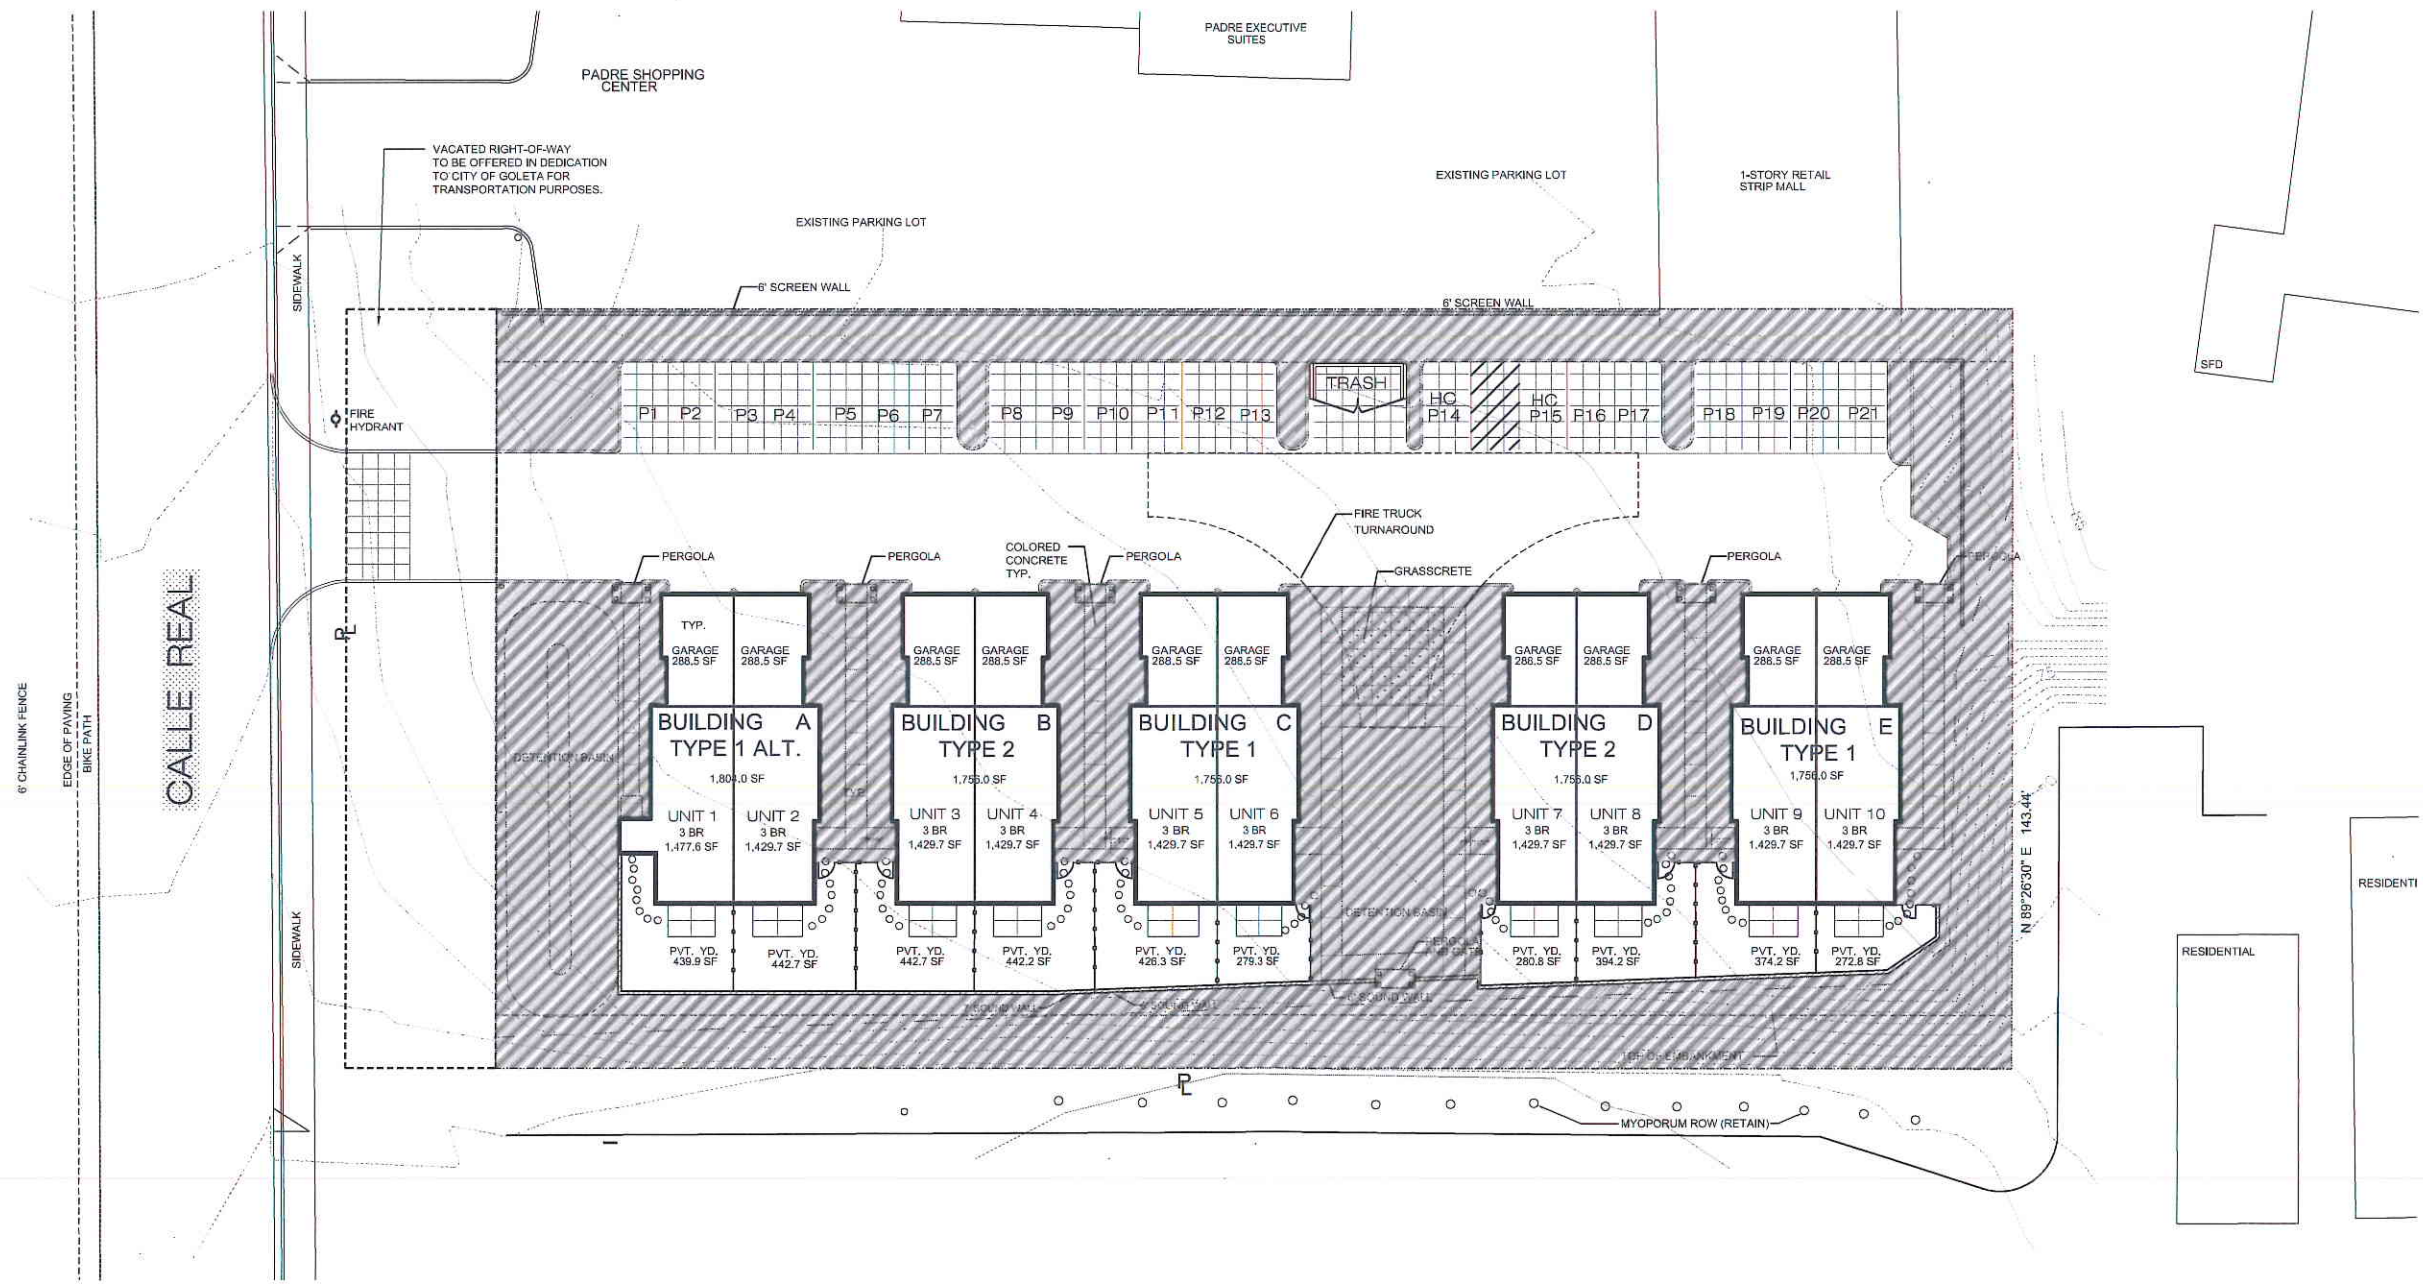 PADRE EXECUTIVE
SUITES
PADRE SHOPPING
CENTER
VACATED RIGHT-OF-WAY
TO BE OFFERED IN DEDICATION
TO CITY OF GOLETA FOR
TRANSPORTATION PURPOSES.
EXISTING PARKING LOT
EXISTING PARKING LOT
1-STORY RETAIL
STRIP MALL
SIDEWALK
6' SCREEN WALL
6' SCREEN WALL
SFD
FIRE
HYDRANT
P1 P2 P3 P4 P5 P6 P7
P8 P9 P10 P11 P12 P13
TRASH
HC
P14
HC
P15 P16 P17
P18 P19 P20 P21
FIRE TRUCK
TURNAROUND
PERGOLA
PERGOLA
COLORED
CONCRETE
TYP.
PERGOLA
GRASSCRETE
PERGOLA
PERGOLA
CALLE REAL
6' CHAINLINK FENCE
EDGE OF PAVING
BIKE PATH
PL
SIDEWALK
DETENTION BASIN
TYP.
GARAGE
288.5 SF
GARAGE
288.5 SF
BUILDING A
TYPE 1 ALT.
1,804.0 SF
UNIT 1
3 BR
1,477.6 SF
UNIT 2
3 BR
1,429.7 SF
PVT. YD.
439.9 SF
PVT. YD.
442.7 SF
TYP.
GARAGE
288.5 SF
GARAGE
288.5 SF
BUILDING B
TYPE 2
1,756.0 SF
UNIT 3
3 BR
1,429.7 SF
UNIT 4
3 BR
1,429.7 SF
PVT. YD.
442.7 SF
PVT. YD.
442.2 SF
GARAGE
288.5 SF
GARAGE
288.5 SF
BUILDING C
TYPE 1
1,756.0 SF
UNIT 5
3 BR
1,429.7 SF
UNIT 6
3 BR
1,429.7 SF
PVT. YD.
426.3 SF
PVT. YD.
279.3 SF
DETENTION BASIN
PERGOLA
AND GATE
GARAGE
288.5 SF
GARAGE
288.5 SF
BUILDING D
TYPE 2
1,756.0 SF
UNIT 7
3 BR
1,429.7 SF
UNIT 8
3 BR
1,429.7 SF
PVT. YD.
280.8 SF
PVT. YD.
394.2 SF
GARAGE
288.5 SF
GARAGE
288.5 SF
BUILDING E
TYPE 1
1,756.0 SF
UNIT 9
3 BR
1,429.7 SF
UNIT 10
3 BR
1,429.7 SF
PVT. YD.
374.2 SF
PVT. YD.
272.8 SF
SOUND WALL
SOUND WALL
SOUND WALL
TOP OF EMBANKMENT
PL
MYOPORUM ROW (RETAIN)
N 89°26'30" E 143.44'
RESIDENTI
RESIDENTIAL